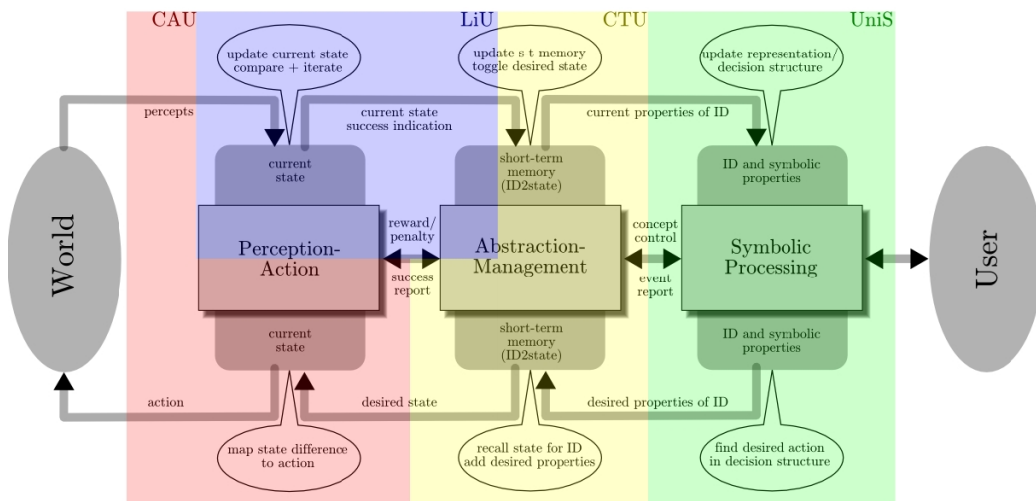 CAU
LiU
CTU
UniS
update current state
compare + iterate
update s t memory
toggle desired state
update representation/
decision structure
percepts
current state
success indication
current properties of ID
current
state
short-term
memory
(ID2state)
ID and symbolic
properties
World
Perception-
Action
reward/
penalty
success
report
Abstraction-
Management
concept
control
event
report
Symbolic
Processing
User
current
state
short-term
memory
(ID2state)
ID and symbolic
properties
action
desired state
desired properties of ID
map state difference
to action
recall state for ID
add desired properties
find desired action
in decision structure